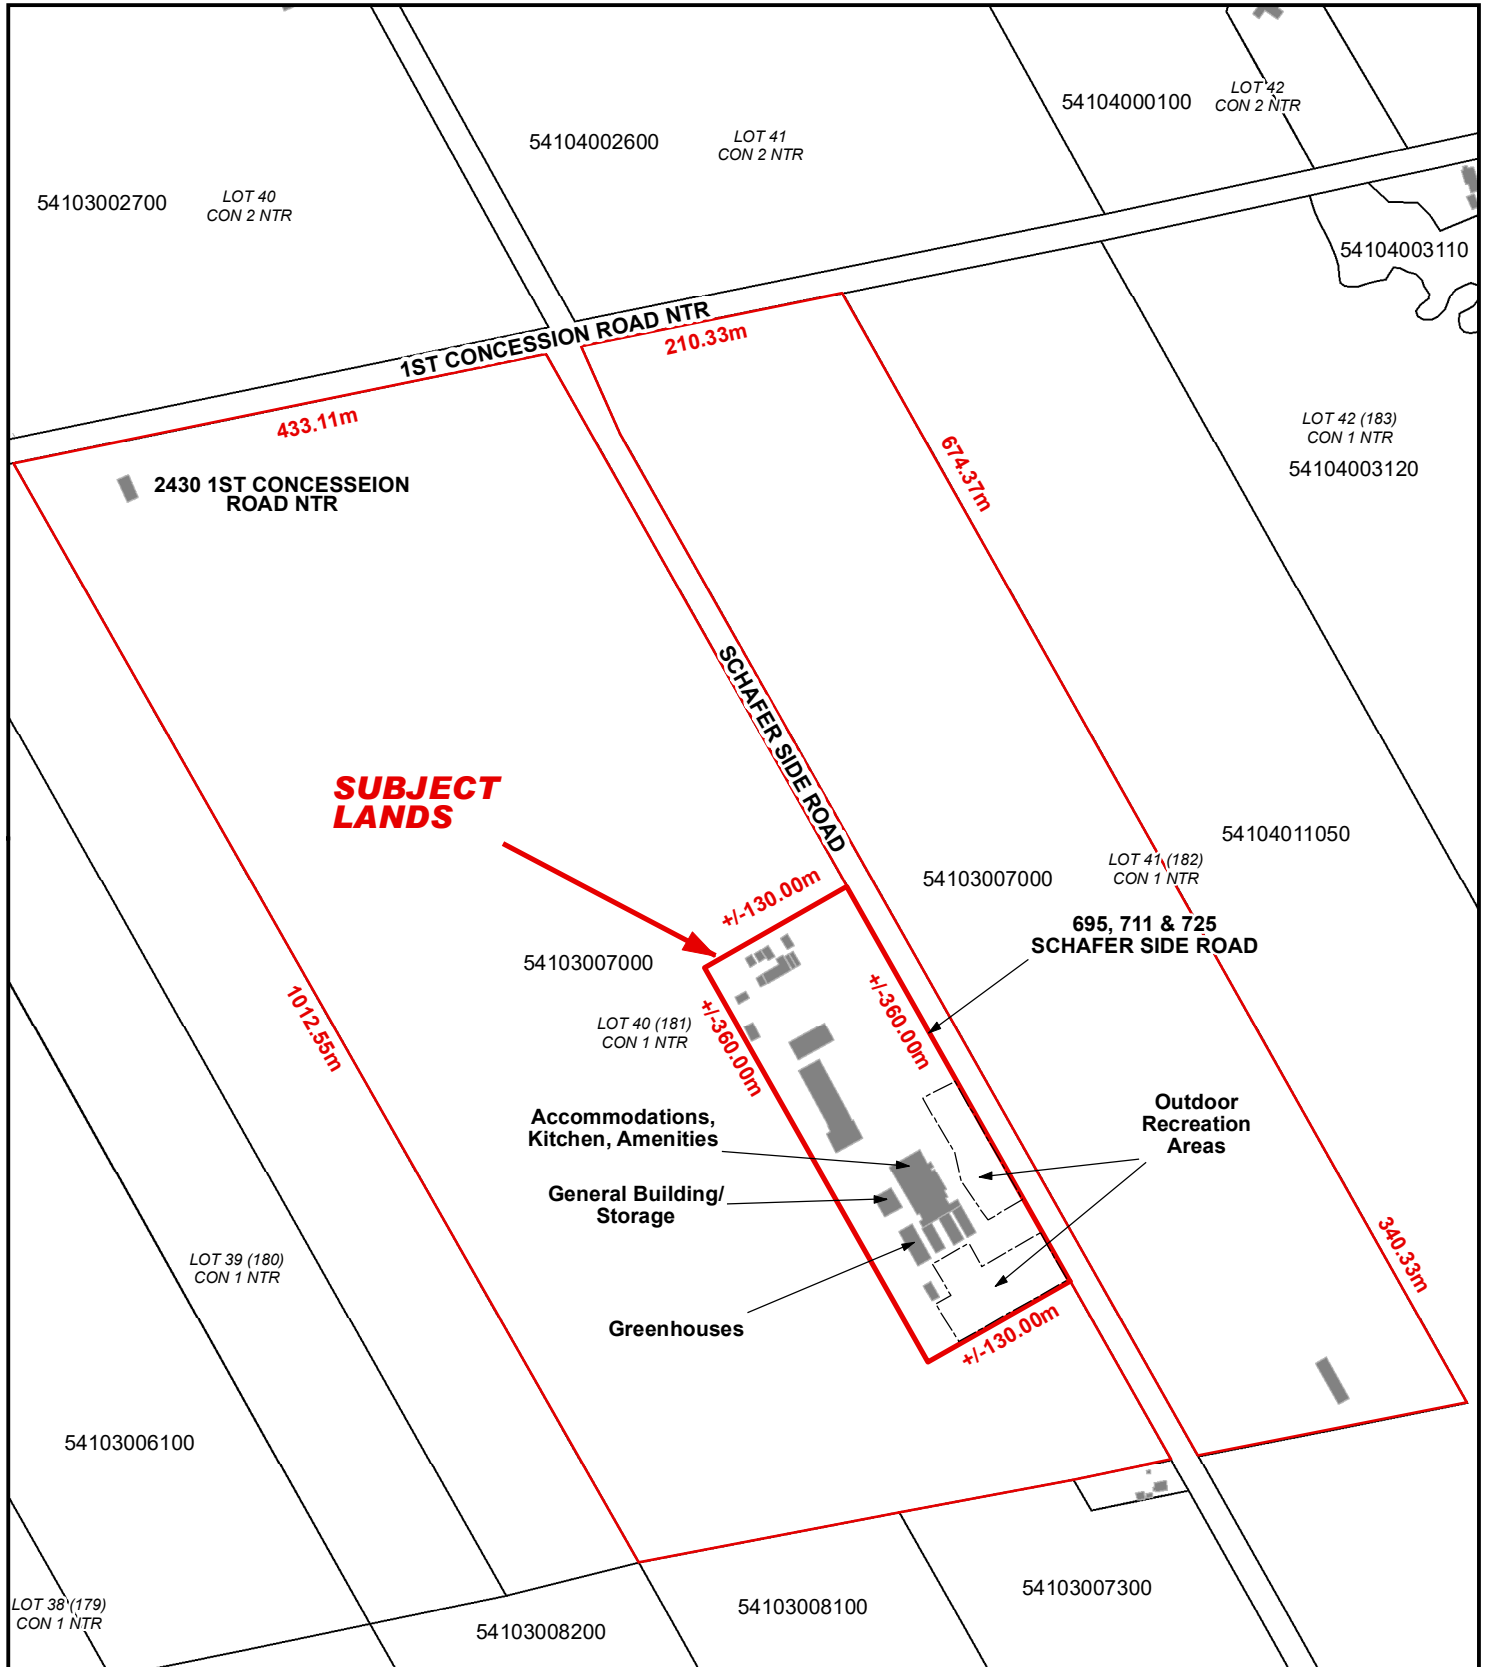 54104000100
LOT 42
CON 2 NTR
54104002600
LOT 41
CON 2 NTR
54103002700
LOT 40
CON 2 NTR
54104003110
1ST CONCESSION ROAD NTR
210.33m
433.11m
LOT 42 (183)
CON 1 NTR
54104003120
674.37m
2430 1ST CONCESSEION
ROAD NTR
SCHAFER SIDE ROAD
SUBJECT
LANDS
54104011050
LOT 41 (182)
CON 1 NTR
54103007000
+/-130.00m
695, 711 & 725
SCHAFER SIDE ROAD
54103007000
+/-360.00m
LOT 40 (181)
CON 1 NTR
+/-360.00m
1012.55m
Accommodations,
Kitchen, Amenities
Outdoor
Recreation
Areas
General Building/
Storage
LOT 39 (180)
CON 1 NTR
340.33m
Greenhouses
+/-130.00m
54103006100
LOT 38 (179)
CON 1 NTR
54103008200
54103008100
54103007300